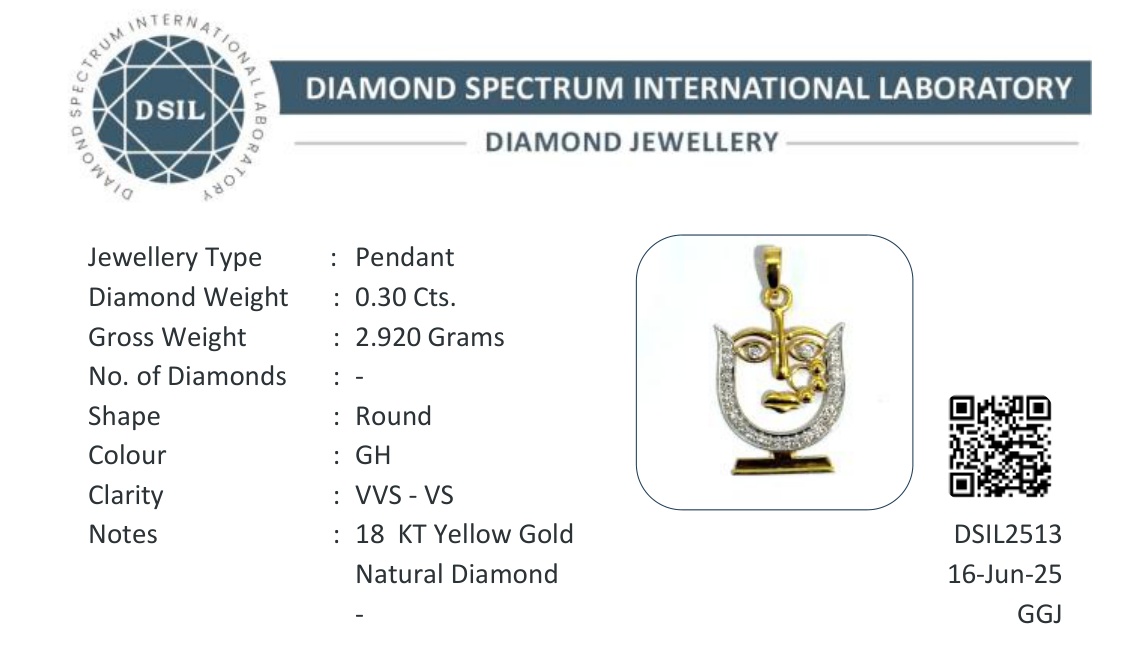 DIAMOND SPECTRUM INTERNATIONAL LABORATORY
DSIL
DIAMOND SPECTRUM INTERNATIONAL LABORATORY
DIAMOND JEWELLERY
Jewellery Type : Pendant
Diamond Weight : 0.30 Cts.
Gross Weight : 2.920 Grams
No. of Diamonds : -
Shape : Round
Colour : GH
Clarity : VVS - VS
Notes : 18 KT Yellow Gold
Natural Diamond
-
DSIL2513
16-Jun-25
GGJ